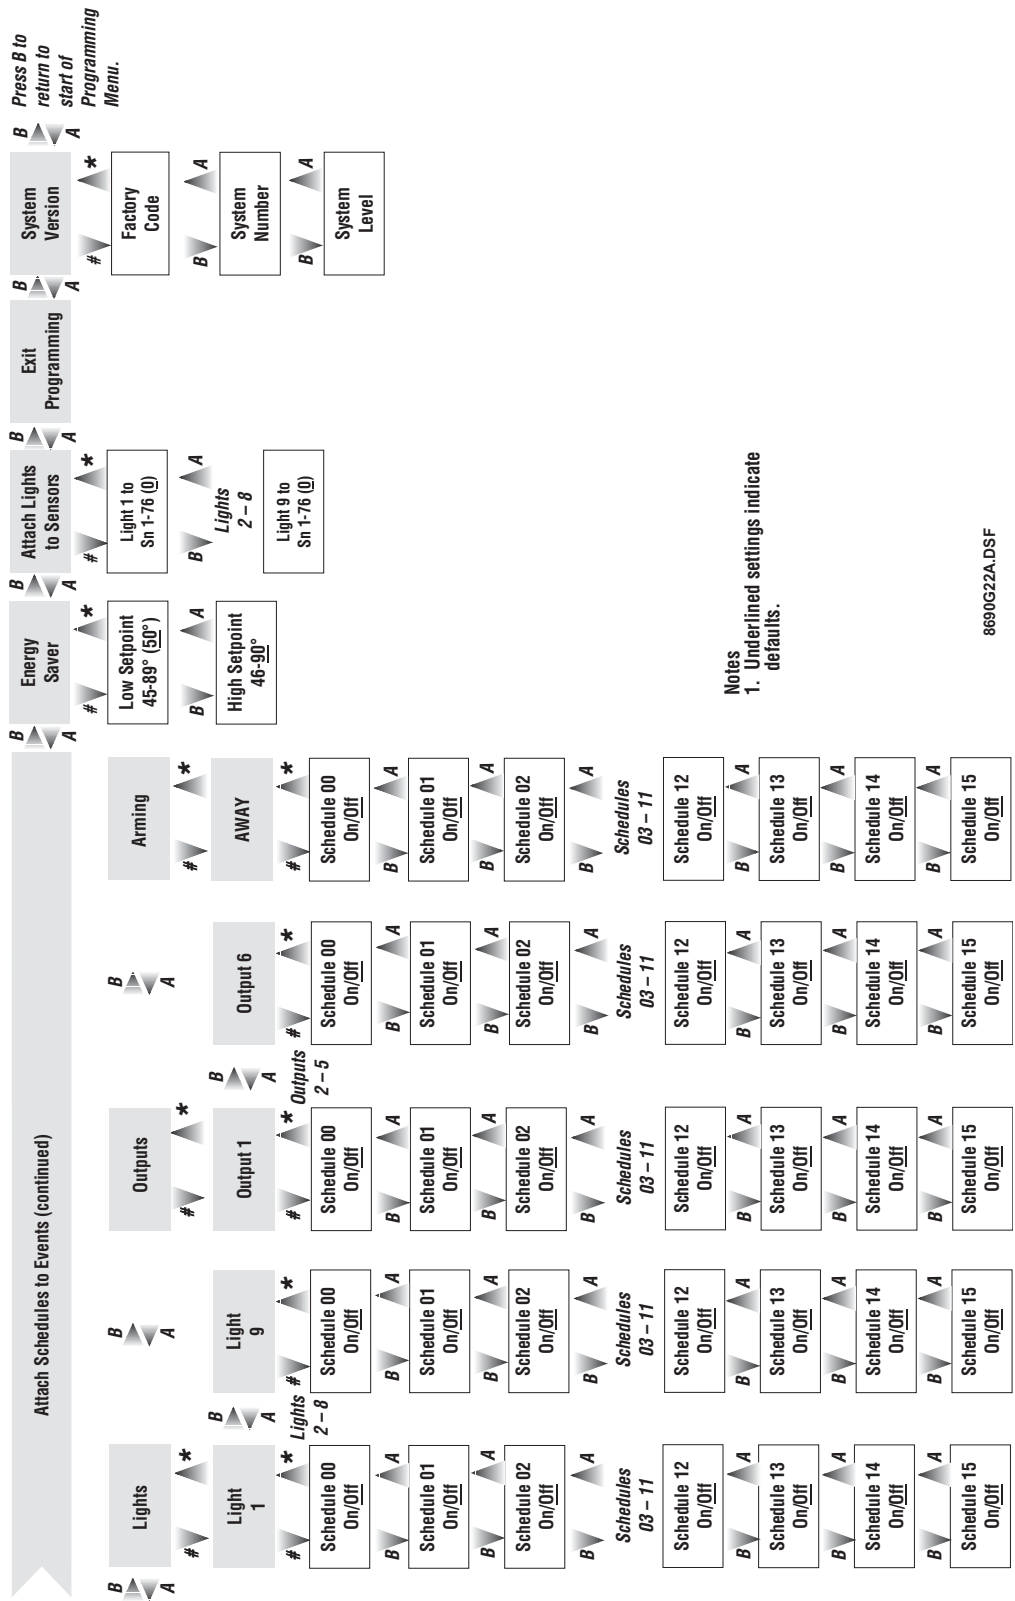 Attach Schedules to Events (continued)
B
A
Energy
Saver
B
A
Attach Lights
to Sensors
B
A
Exit
Programming
B
A
System
Version
B
A
Press B to
return to
start of
Programming
Menu.
B
A
Lights
#
*
Light
1
#
*
Schedule 00
On/Off
B
A
Schedule 01
On/Off
B
A
Schedule 02
On/Off
B
A
Schedules
03 – 11
Schedule 12
On/Off
B
A
Schedule 13
On/Off
B
A
Schedule 14
On/Off
B
A
Schedule 15
On/Off
B
A
Lights
2 – 8
Light
9
#
*
Schedule 00
On/Off
B
A
Schedule 01
On/Off
B
A
Schedule 02
On/Off
B
A
Schedules
03 – 11
Schedule 12
On/Off
B
A
Schedule 13
On/Off
B
A
Schedule 14
On/Off
B
A
Schedule 15
On/Off
B
A
Outputs
#
*
Output 1
#
*
Schedule 00
On/Off
B
A
Schedule 01
On/Off
B
A
Schedule 02
On/Off
B
A
Schedules
03 – 11
Schedule 12
On/Off
B
A
Schedule 13
On/Off
B
A
Schedule 14
On/Off
B
A
Schedule 15
On/Off
B
A
Outputs
2 – 5
Output 6
#
*
Schedule 00
On/Off
B
A
Schedule 01
On/Off
B
A
Schedule 02
On/Off
B
A
Schedules
03 – 11
Schedule 12
On/Off
B
A
Schedule 13
On/Off
B
A
Schedule 14
On/Off
B
A
Schedule 15
On/Off
B
A
Arming
#
*
AWAY
#
*
Schedule 00
On/Off
B
A
Schedule 01
On/Off
B
A
Schedule 02
On/Off
B
A
Schedules
03 – 11
Schedule 12
On/Off
B
A
Schedule 13
On/Off
B
A
Schedule 14
On/Off
B
A
Schedule 15
On/Off
#
*
Low Setpoint
45-89° (50°)
B
A
High Setpoint
46-90°
#
*
Light 1 to
Sn 1-76 (0)
B
A
Lights
2 – 8
Light 9 to
Sn 1-76 (0)
#
*
Factory
Code
B
A
System
Number
B
A
System
Level
Notes
1. Underlined settings indicate
defaults.
8690G22A.DSF